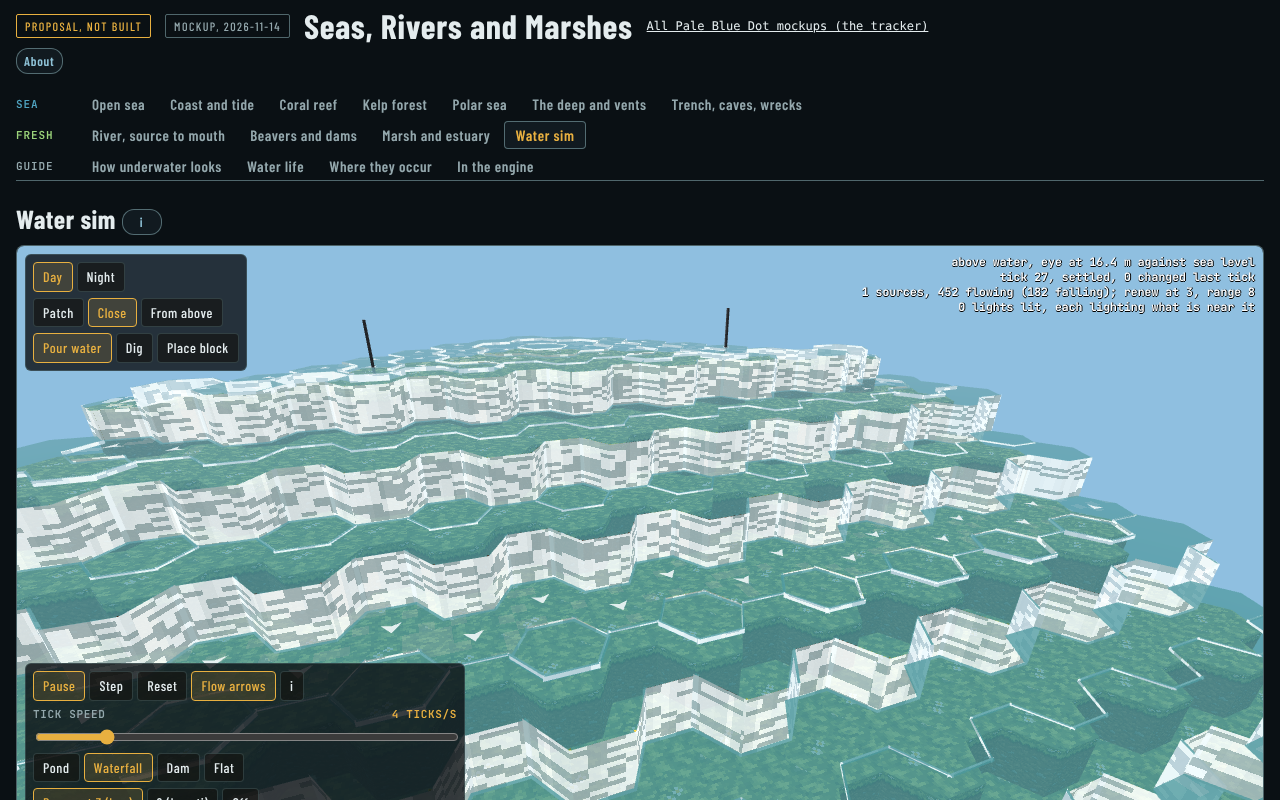 PROPOSAL, NOT BUILT
MOCKUP, 2026-11-14
Seas, Rivers and Marshes
All Pale Blue Dot mockups (the tracker)
About
SEA Open sea Coast and tide Coral reef Kelp forest Polar sea The deep and vents Trench, caves, wrecks
FRESH River, source to mouth Beavers and dams Marsh and estuary Water sim
GUIDE How underwater looks Water life Where they occur In the engine
Water sim i
Day Night
Patch Close From above
Pour water Dig Place block
above water, eye at 16.4 m against sea level
tick 27, settled, 0 changed last tick
1 sources, 452 flowing (182 falling); renew at 3, range 8
0 lights lit, each lighting what is near it
Pause Step Reset Flow arrows i
TICK SPEED 4 TICKS/S
Pond Waterfall Dam Flat